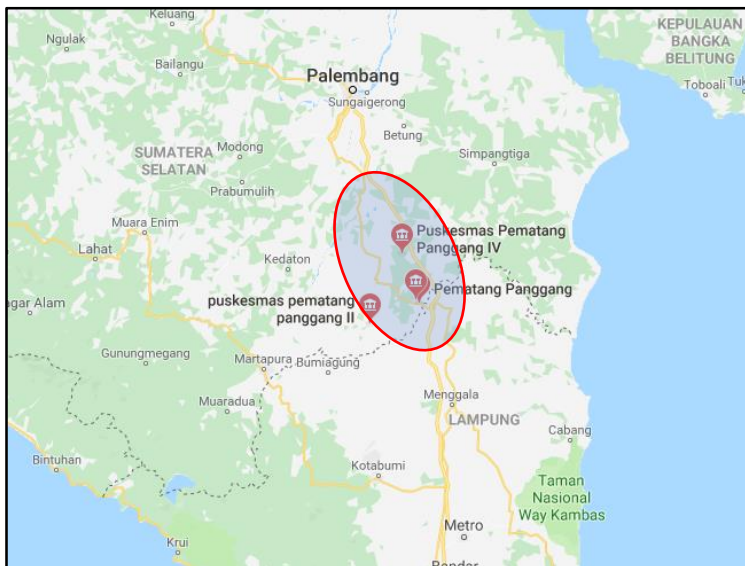 Keluang
Ngulak
Bailangu
KEPULAUAN
BANGKA
BELITUNG
Palembang
Toboali
Sungaigerong
Betung
SUMATERA
SELATAN
Modong
Simpangtiga
Prabumulih
Muara Enim
Puskesmas Pematang
Panggang IV
Lahat
Kedaton
Pematang Panggang
puskesmas pematang
panggang II
gar Alam
Gunungmegang
Martapura
Bumiagung
Muaradua
Menggala
LAMPUNG
Cabang
Bintuhan
Kotabumi
Taman
Nasional
Way Kambas
Metro
Krui